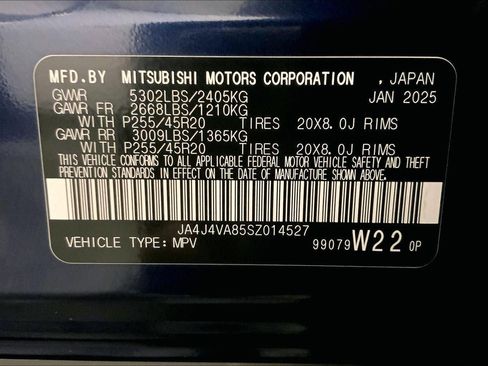 MFD.BY MITSUBISHI MOTORS CORPORATION , JAPAN
GVWR 5302LBS/2405KG JAN 2025
GAWR FR 2668LBS/1210KG
WITH P255/45R20 TIRES 20X8.0J RIMS
GAWR RR 3009LBS/1365KG
WITH P255/45R20 TIRES 20X8.0J RIMS
THIS VEHICLE CONFORMS TO ALL APPLICABLE FEDERAL MOTOR VEHICLE SAFETY AND THEFT
PREVENTION STANDARDS IN EFFECT ON THE DATE OF MANUFACTURE SHOWN ABOVE.
JA4J4VA85SZ014527
VEHICLE TYPE: MPV 99079 W22 0P